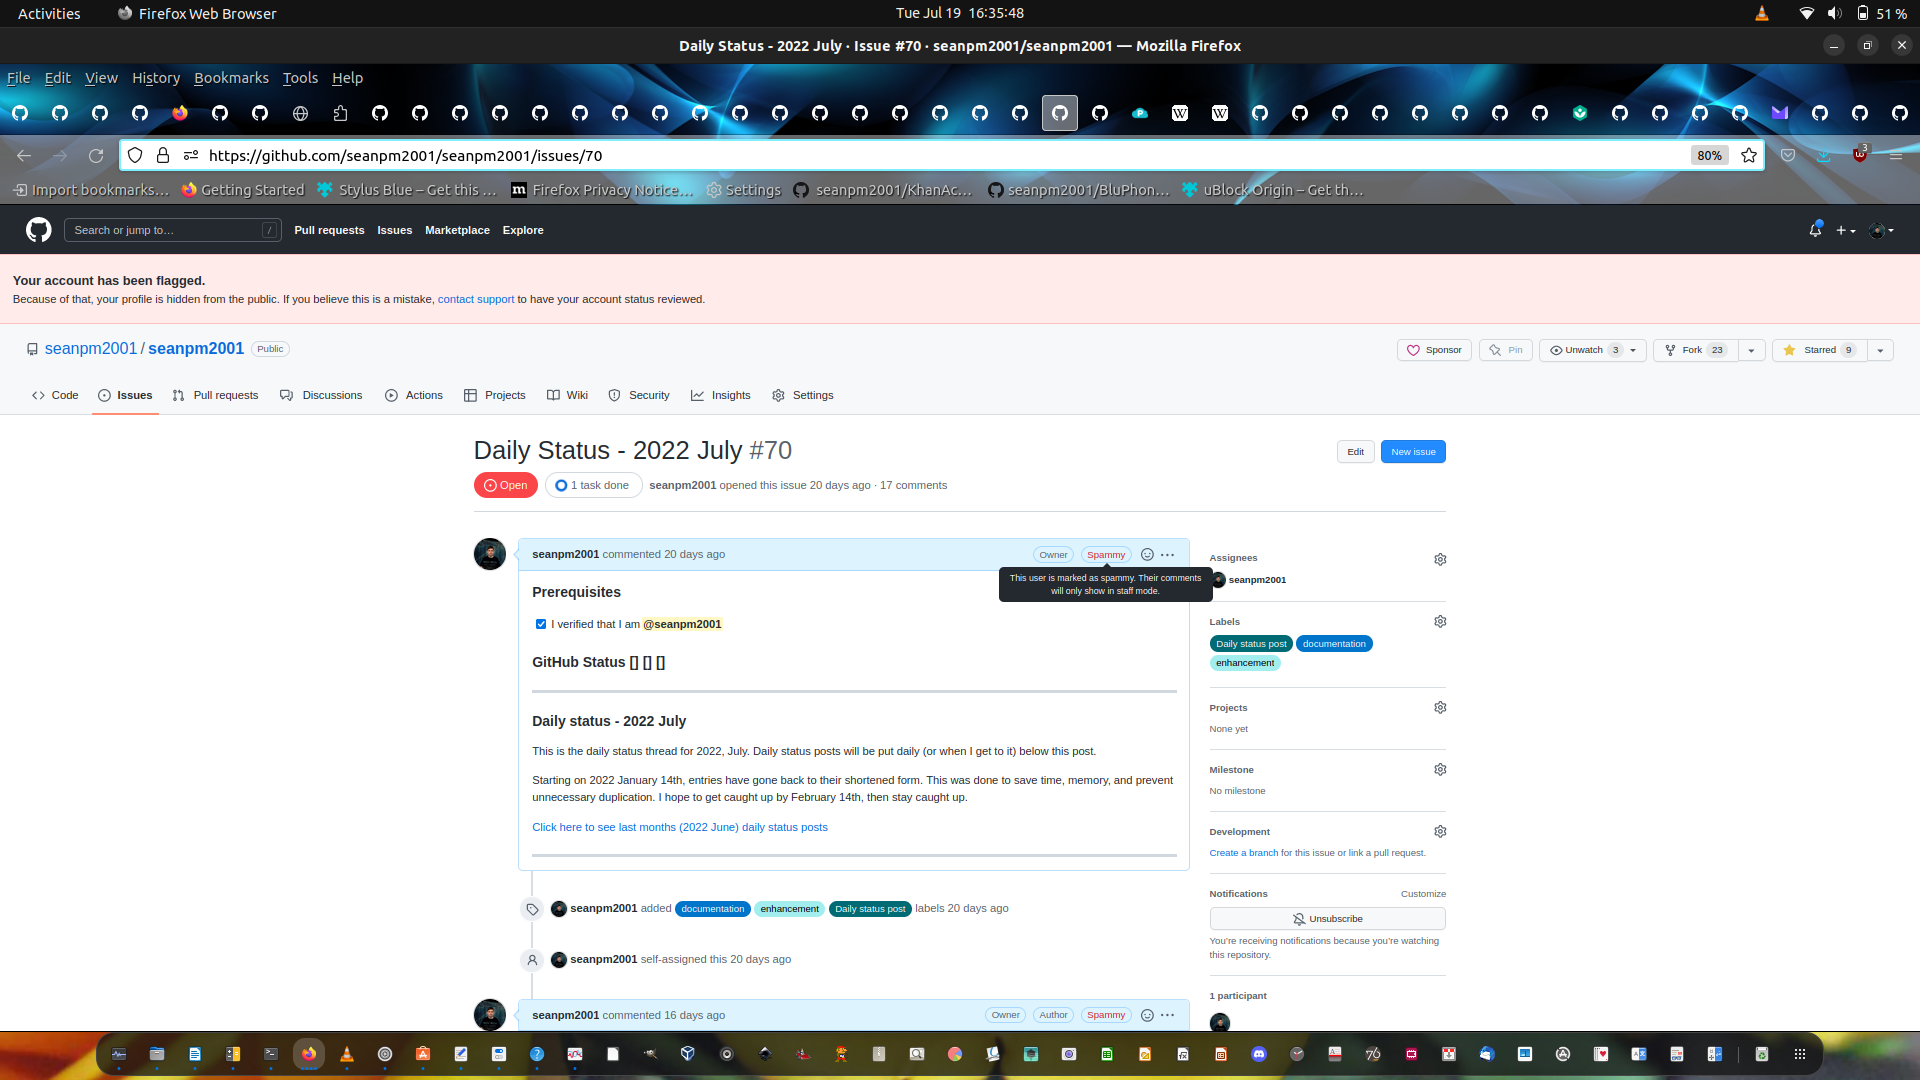 Activities
Firefox Web Browser
Tue Jul 19 16:35:48
51 %
Daily Status - 2022 July · Issue #70 · seanpm2001/seanpm2001 — Mozilla Firefox
File Edit View History Bookmarks Tools Help
https://github.com/seanpm2001/seanpm2001/issues/70
80%
3
Import bookmarks… Getting Started Stylus Blue – Get this … Firefox Privacy Notice… Settings seanpm2001/KhanAc… seanpm2001/BluPhon… uBlock Origin – Get th…
Search or jump to… /
Pull requests Issues Marketplace Explore
Your account has been flagged.
Because of that, your profile is hidden from the public. If you believe this is a mistake, contact support to have your account status reviewed.
seanpm2001 / seanpm2001 Public
Sponsor Pin Unwatch 3 Fork 23 Starred 9
Code Issues Pull requests Discussions Actions Projects Wiki Security Insights Settings
Daily Status - 2022 July #70
Edit New issue
Open 1 task done seanpm2001 opened this issue 20 days ago · 17 comments
seanpm2001 commented 20 days ago
Owner Spammy
This user is marked as spammy. Their comments
will only show in staff mode.
Prerequisites
I verified that I am @seanpm2001
GitHub Status [] [] []
Daily status - 2022 July
This is the daily status thread for 2022, July. Daily status posts will be put daily (or when I get to it) below this post.
Starting on 2022 January 14th, entries have gone back to their shortened form. This was done to save time, memory, and prevent
unnecessary duplication. I hope to get caught up by February 14th, then stay caught up.
Click here to see last months (2022 June) daily status posts
seanpm2001 added documentation enhancement Daily status post labels 20 days ago
seanpm2001 self-assigned this 20 days ago
seanpm2001 commented 16 days ago
Owner Author Spammy
Assignees
seanpm2001
Labels
Daily status post documentation
enhancement
Projects
None yet
Milestone
No milestone
Development
Create a branch for this issue or link a pull request.
Notifications Customize
Unsubscribe
You're receiving notifications because you're watching
this repository.
1 participant